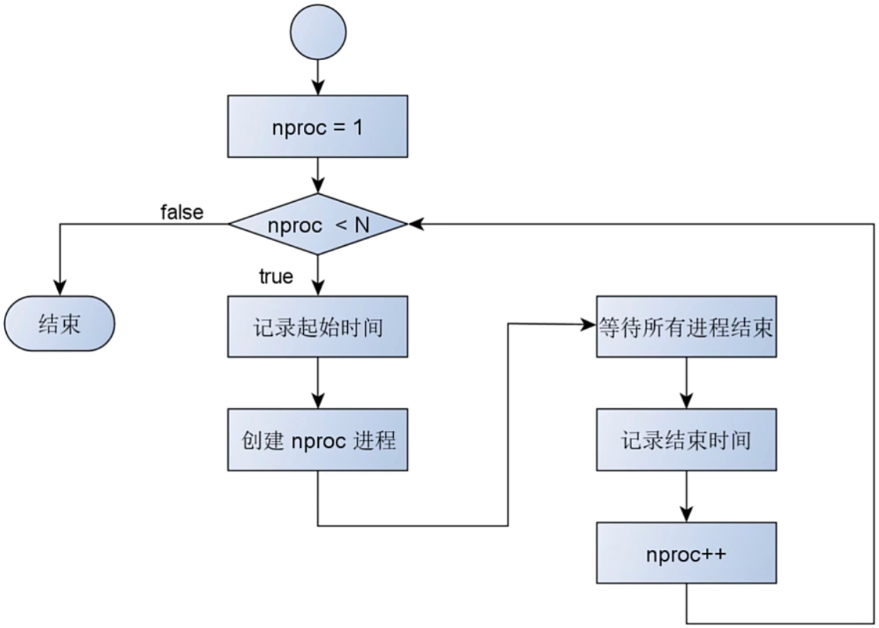 nproc = 1
nproc < N
false
true
结束
记录起始时间
创建 nproc 进程
等待所有进程结束
记录结束时间
nproc++